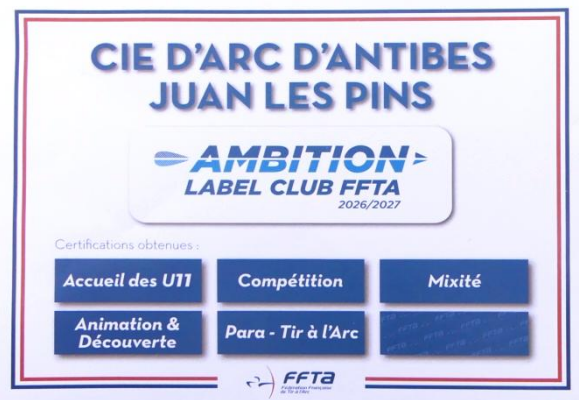 CIE D'ARC D'ANTIBES
JUAN LES PINS
AMBITION
LABEL CLUB FFTA
2026/2027
Certifications obtenues :
Accueil des U11
Compétition
Mixité
Animation &
Découverte
Para - Tir à l'Arc
FFTA
Fédération Française
de Tir à l'Arc